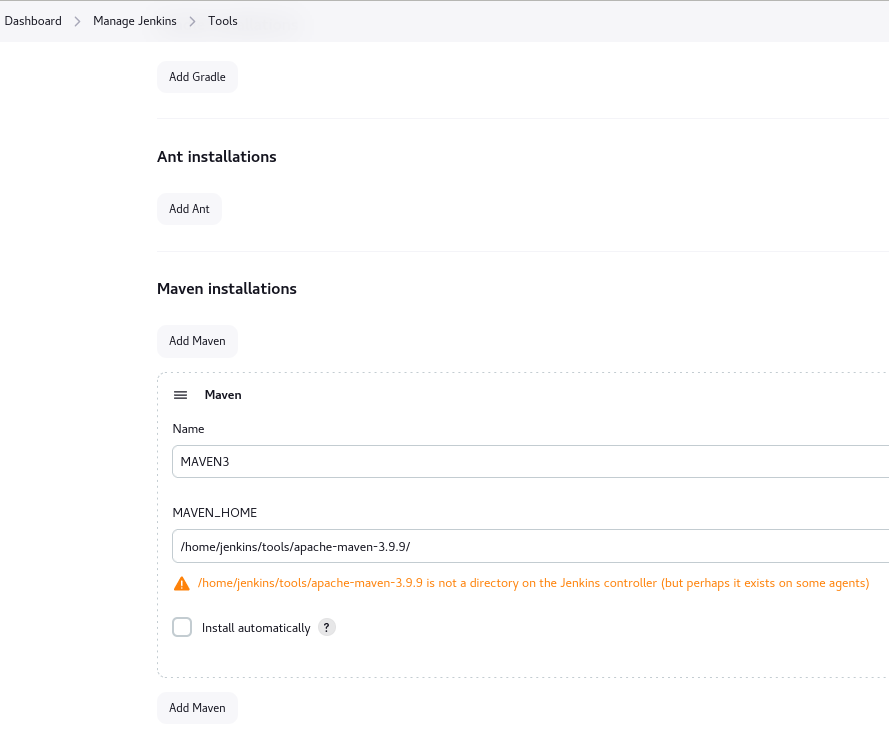 Dashboard > Manage Jenkins > Tools
Add Gradle
Ant installations
Add Ant
Maven installations
Add Maven
Maven
Name
MAVEN3
MAVEN_HOME
/home/jenkins/tools/apache-maven-3.9.9/
/home/jenkins/tools/apache-maven-3.9.9 is not a directory on the Jenkins controller (but perhaps it exists on some agents)
Install automatically ?
Add Maven